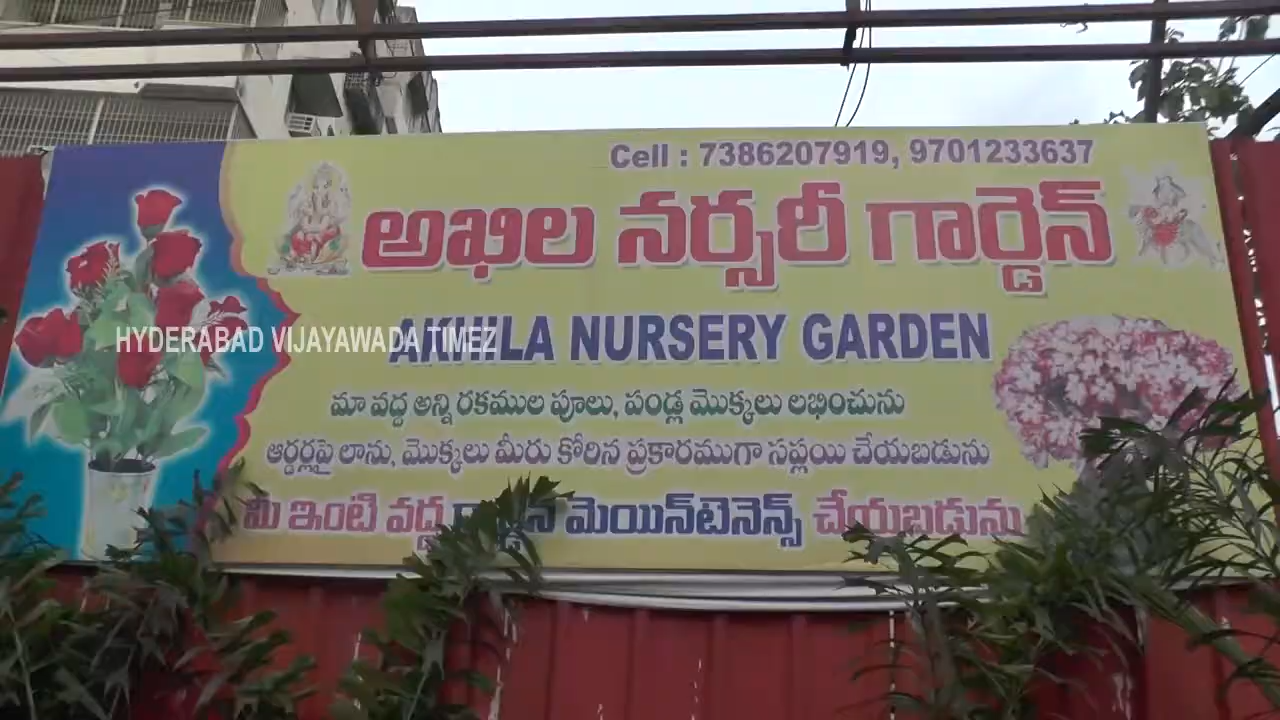 Cell : 7386207919, 9701233637
అఖిల నర్సరీ గార్డెన్
AKHILA NURSERY GARDEN
HYDERABAD VIJAYAWADA TIMEZ
మా వద్ద అన్ని రకముల పూలు, పండ్ల మొక్కలు లభించును
ఆర్డర్లపై లాను, మొక్కలు మీరు కోరిన ప్రకారముగా సప్లయి చేయబడును
మీ ఇంటి వద్ద గార్డెన్ మెయిన్‌టెనెన్స్ చేయబడును